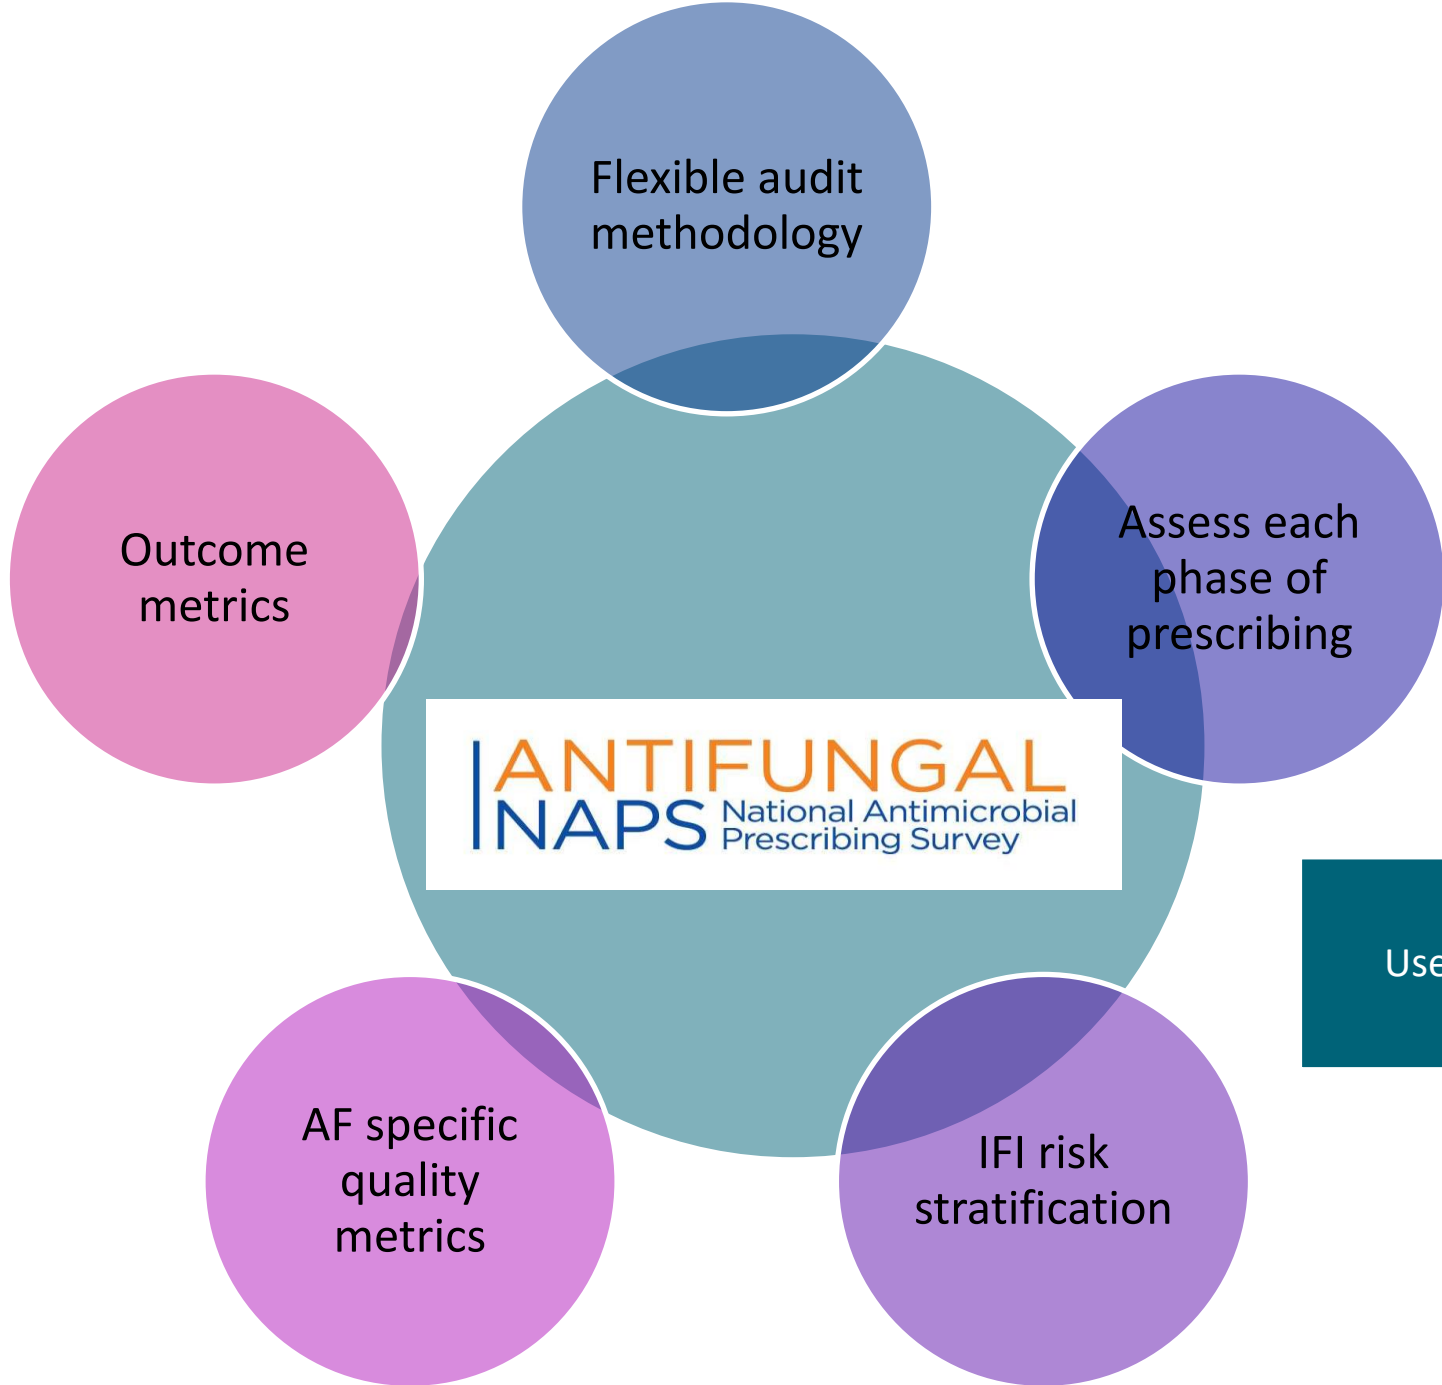 Flexible audit
methodology
Outcome
metrics
Assess each
phase of
prescribing
ANTIFUNGAL
NAPS National Antimicrobial
Prescribing Survey
AF specific
quality
metrics
IFI risk
stratification